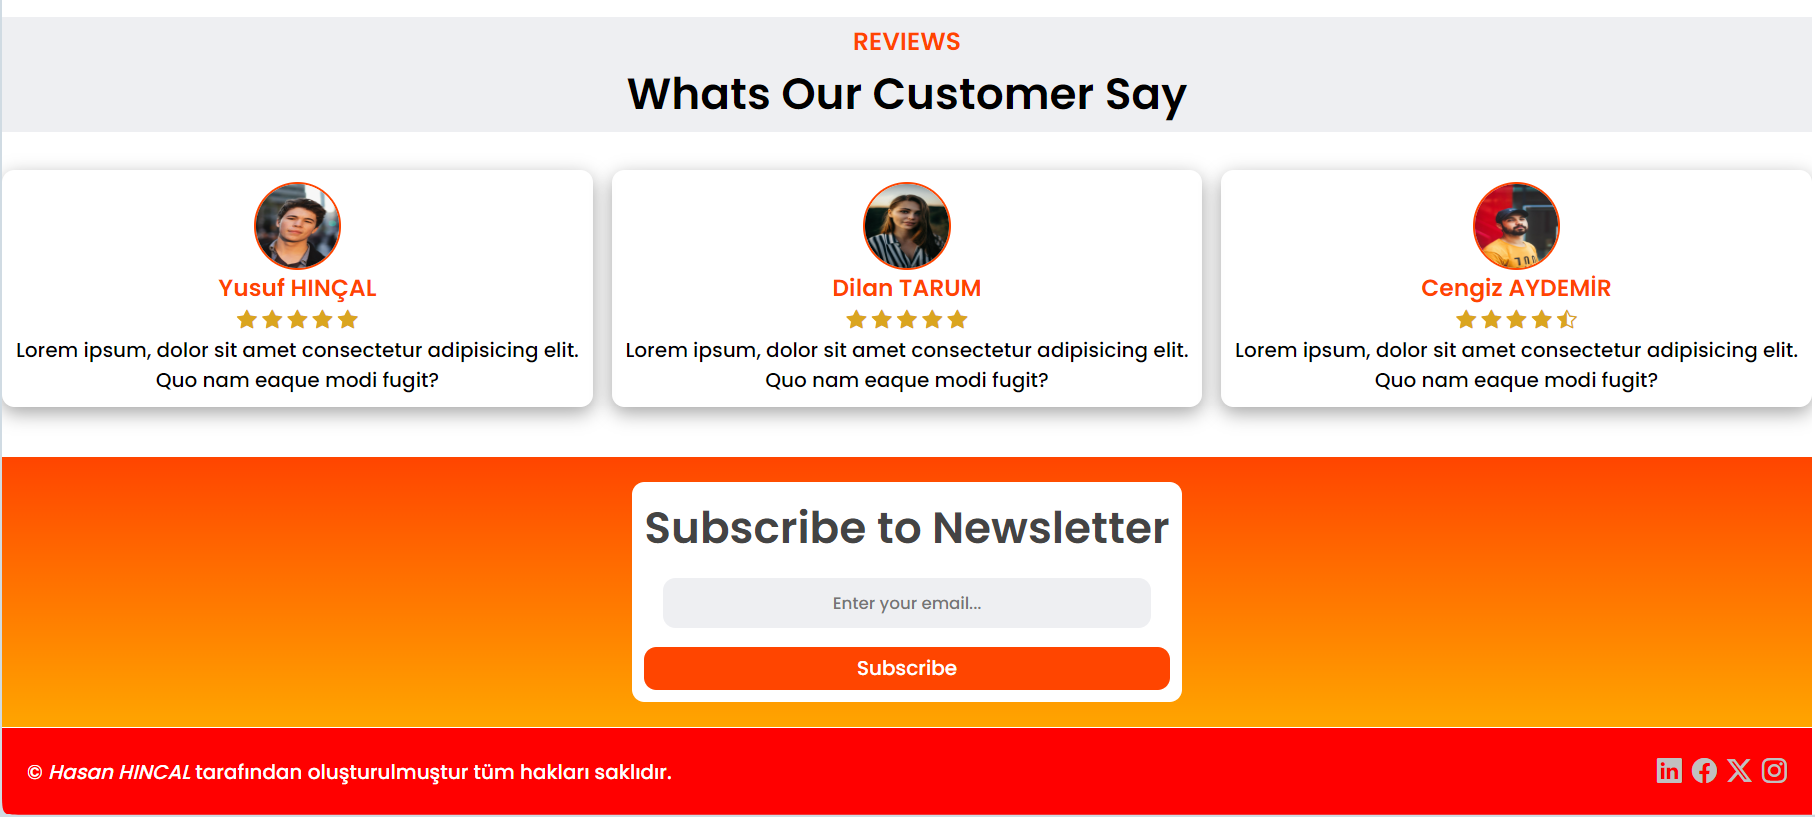 REVIEWS
Whats Our Customer Say
Yusuf HINÇAL
Lorem ipsum, dolor sit amet consectetur adipisicing elit.
Quo nam eaque modi fugit?
Dilan TARUM
Lorem ipsum, dolor sit amet consectetur adipisicing elit.
Quo nam eaque modi fugit?
Cengiz AYDEMİR
Lorem ipsum, dolor sit amet consectetur adipisicing elit.
Quo nam eaque modi fugit?
Subscribe to Newsletter
Enter your email...
Subscribe
© Hasan HINCAL tarafından oluşturulmuştur tüm hakları saklıdır.